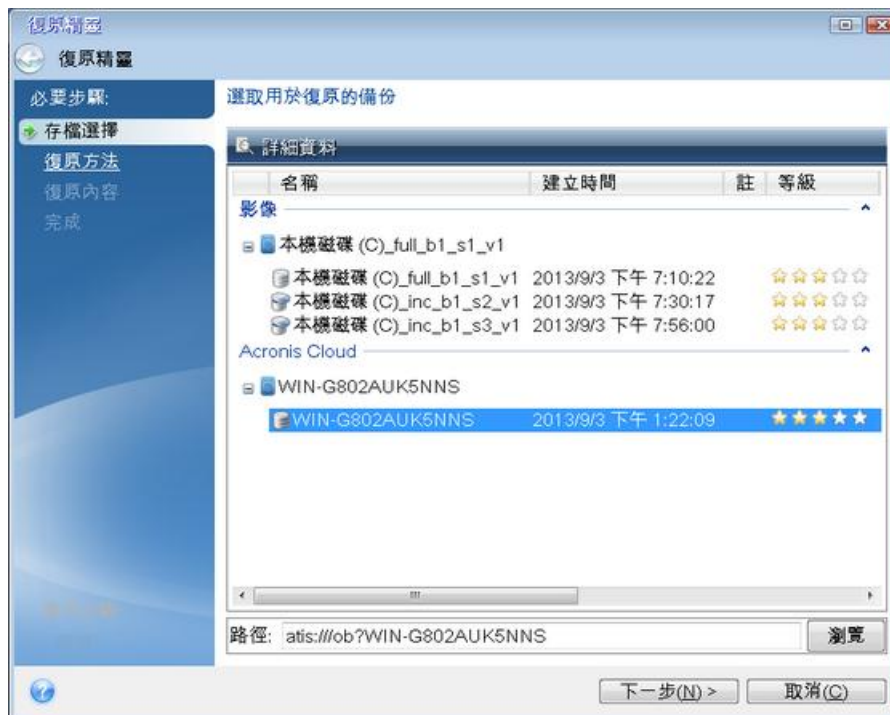 復原精靈
復原精靈
必要步驟:
存檔選擇
復原方法
復原內容
完成
選取用於復原的備份
詳細資料
名稱 建立時間 註 等級
影像
本機磁碟 (C)_full_b1_s1_v1
本機磁碟 (C)_full_b1_s1_v1 2013/9/3 下午 7:10:22
本機磁碟 (C)_inc_b1_s2_v1 2013/9/3 下午 7:30:17
本機磁碟 (C)_inc_b1_s3_v1 2013/9/3 下午 7:56:00
Acronis Cloud
WIN-G802AUK5NNS
WIN-G802AUK5NNS 2013/9/3 下午 1:22:09
路徑: atis:///ob?WIN-G802AUK5NNS 瀏覽
下一步(N) > 取消(C)